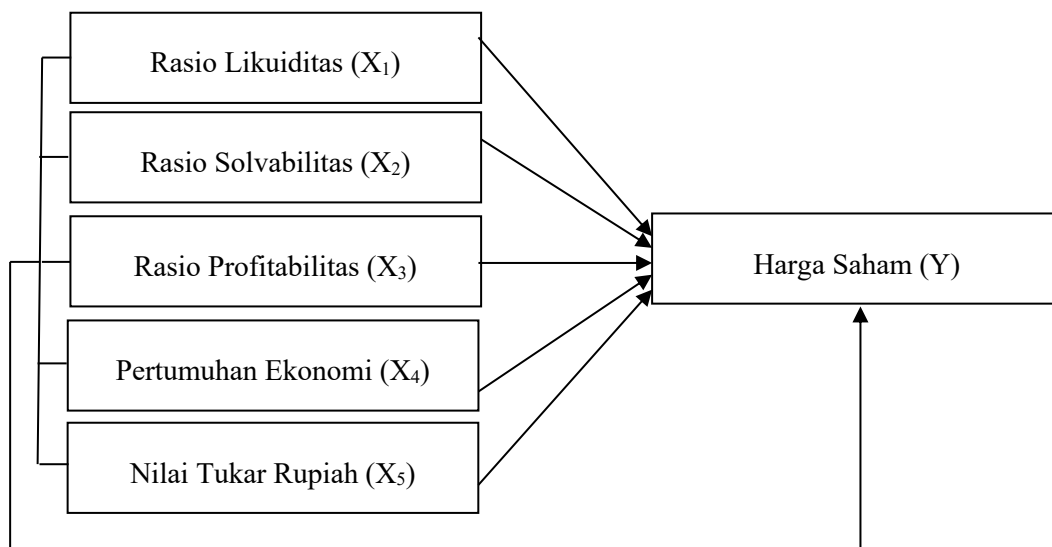 Rasio Likuiditas (X₁)
Rasio Solvabilitas (X₂)
Rasio Profitabilitas (X₃)
Harga Saham (Y)
Pertumuhan Ekonomi (X₄)
Nilai Tukar Rupiah (X₅)